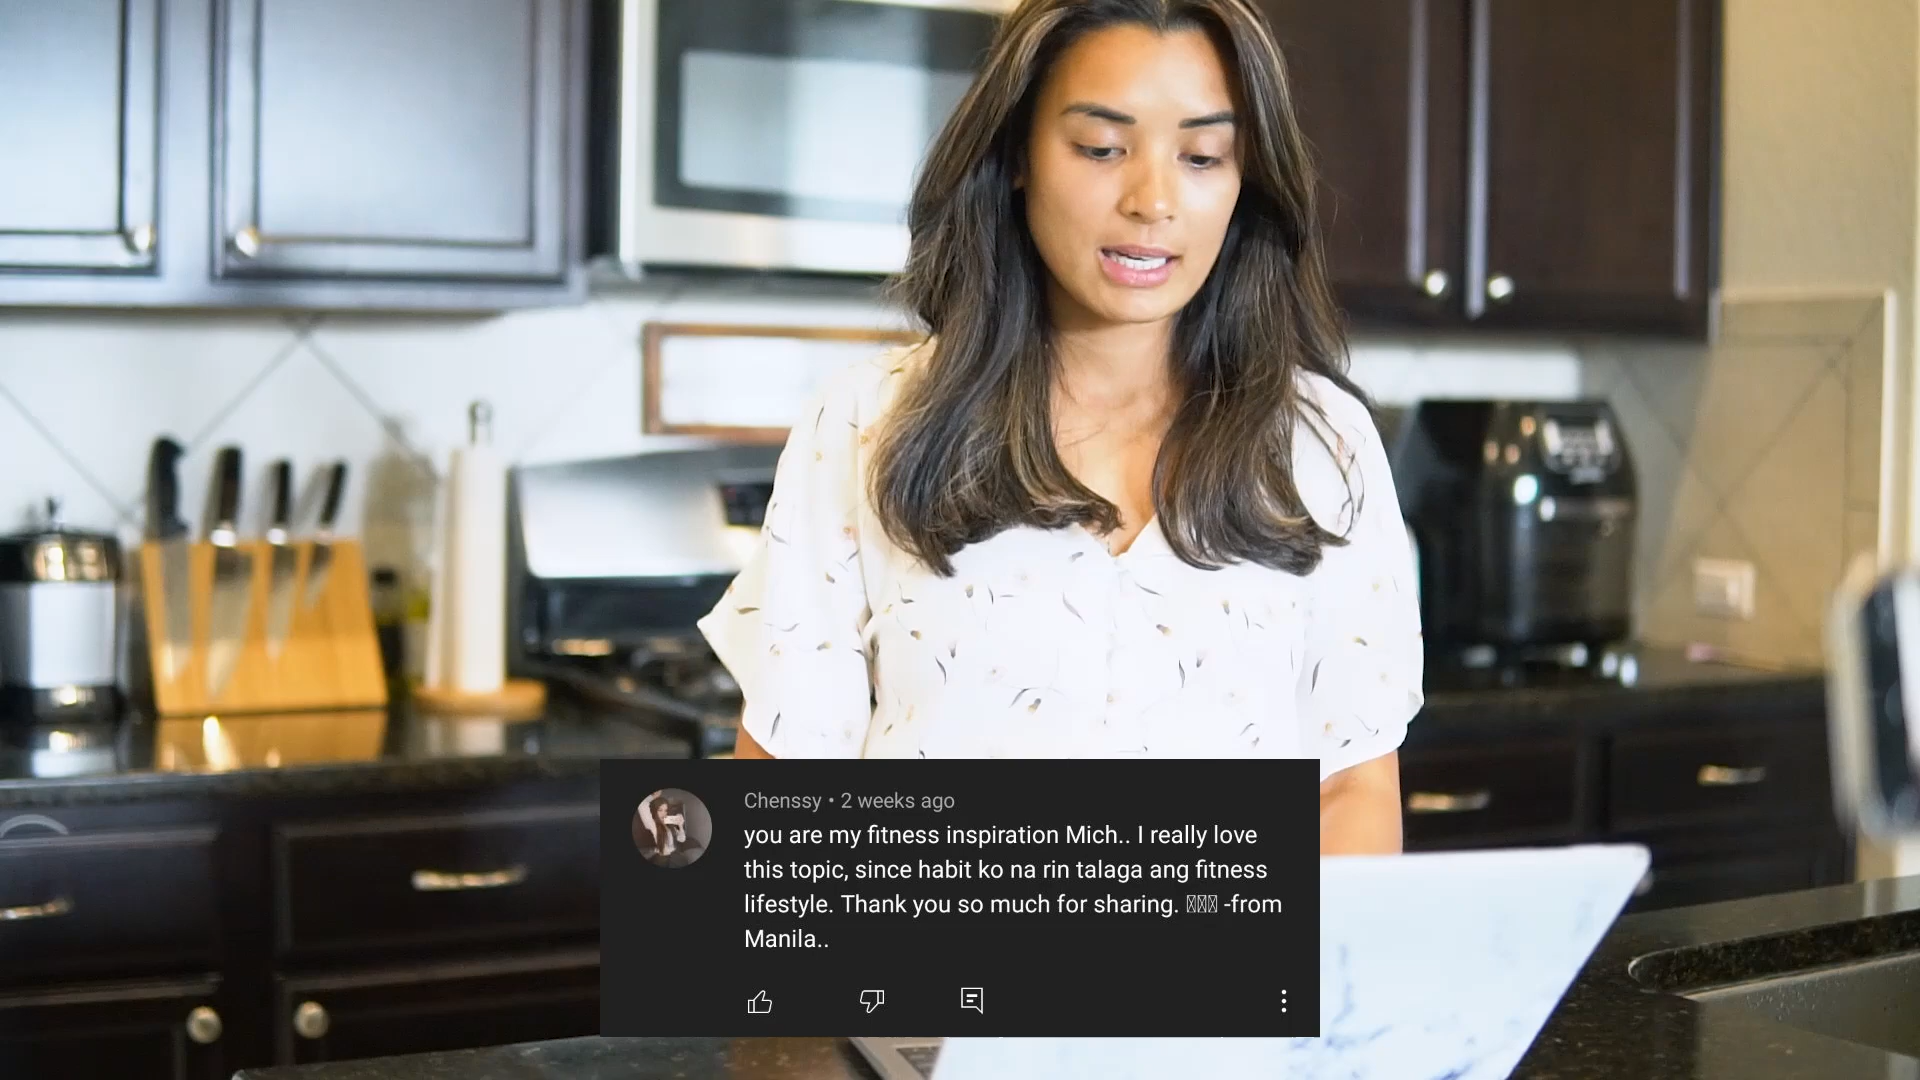 Chenssy • 2 weeks ago
you are my fitness inspiration Mich.. I really love
this topic, since habit ko na rin talaga ang fitness
lifestyle. Thank you so much for sharing. -from
Manila..